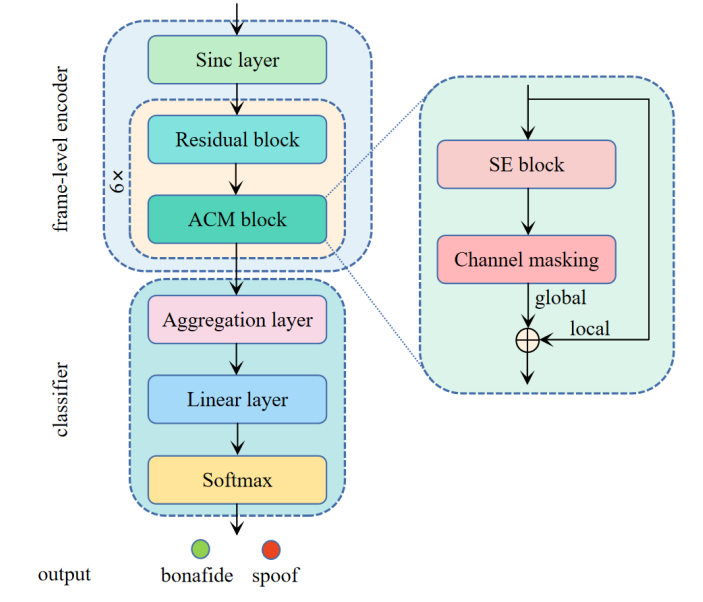 frame-level encoder
Sinc layer
6×
Residual block
ACM block
classifier
Aggregation layer
Linear layer
Softmax
output
bonafide
spoof
SE block
Channel masking
global
local